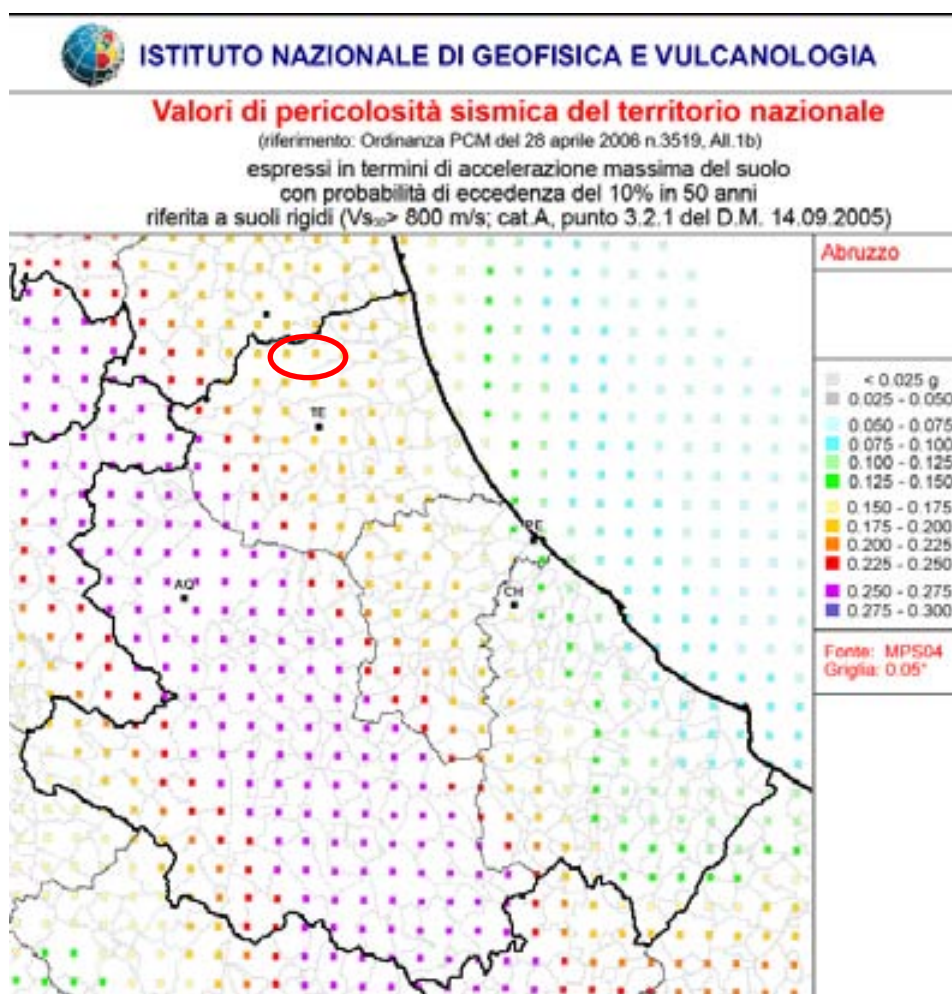 ISTITUTO NAZIONALE DI GEOFISICA E VULCANOLOGIA
Valori di pericolosità sismica del territorio nazionale
(riferimento: Ordinanza PCM del 28 aprile 2006 n.3519, All.1b)
espressi in termini di accelerazione massima del suolo
con probabilità di eccedenza del 10% in 50 anni
riferita a suoli rigidi (Vs₃₀> 800 m/s; cat.A, punto 3.2.1 del D.M. 14.09.2005)
Abruzzo
< 0.025 g
0.025 - 0.050
0.050 - 0.075
0.075 - 0.100
0.100 - 0.125
0.125 - 0.150
0.150 - 0.175
0.175 - 0.200
0.200 - 0.225
0.225 - 0.250
0.250 - 0.275
0.275 - 0.300
Fonte: MPS04
Griglia: 0.05°
TE
PE
AQ
CH